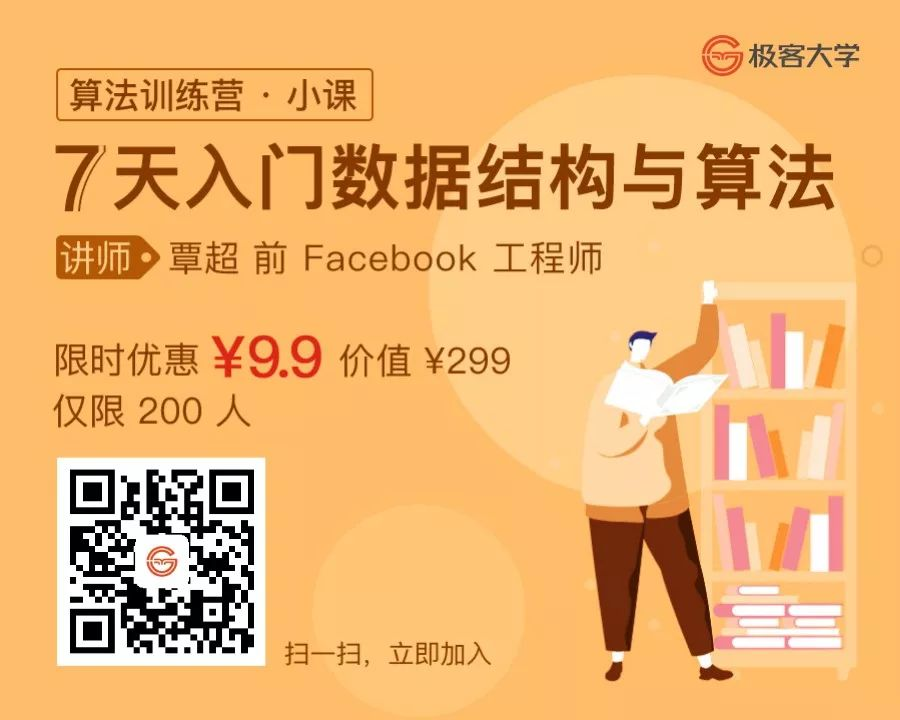 极客大学
算法训练营 · 小课
7天入门数据结构与算法
讲师 覃超 前 Facebook 工程师
限时优惠 ¥9.9 价值 ¥299
仅限 200 人
扫一扫，立即加入